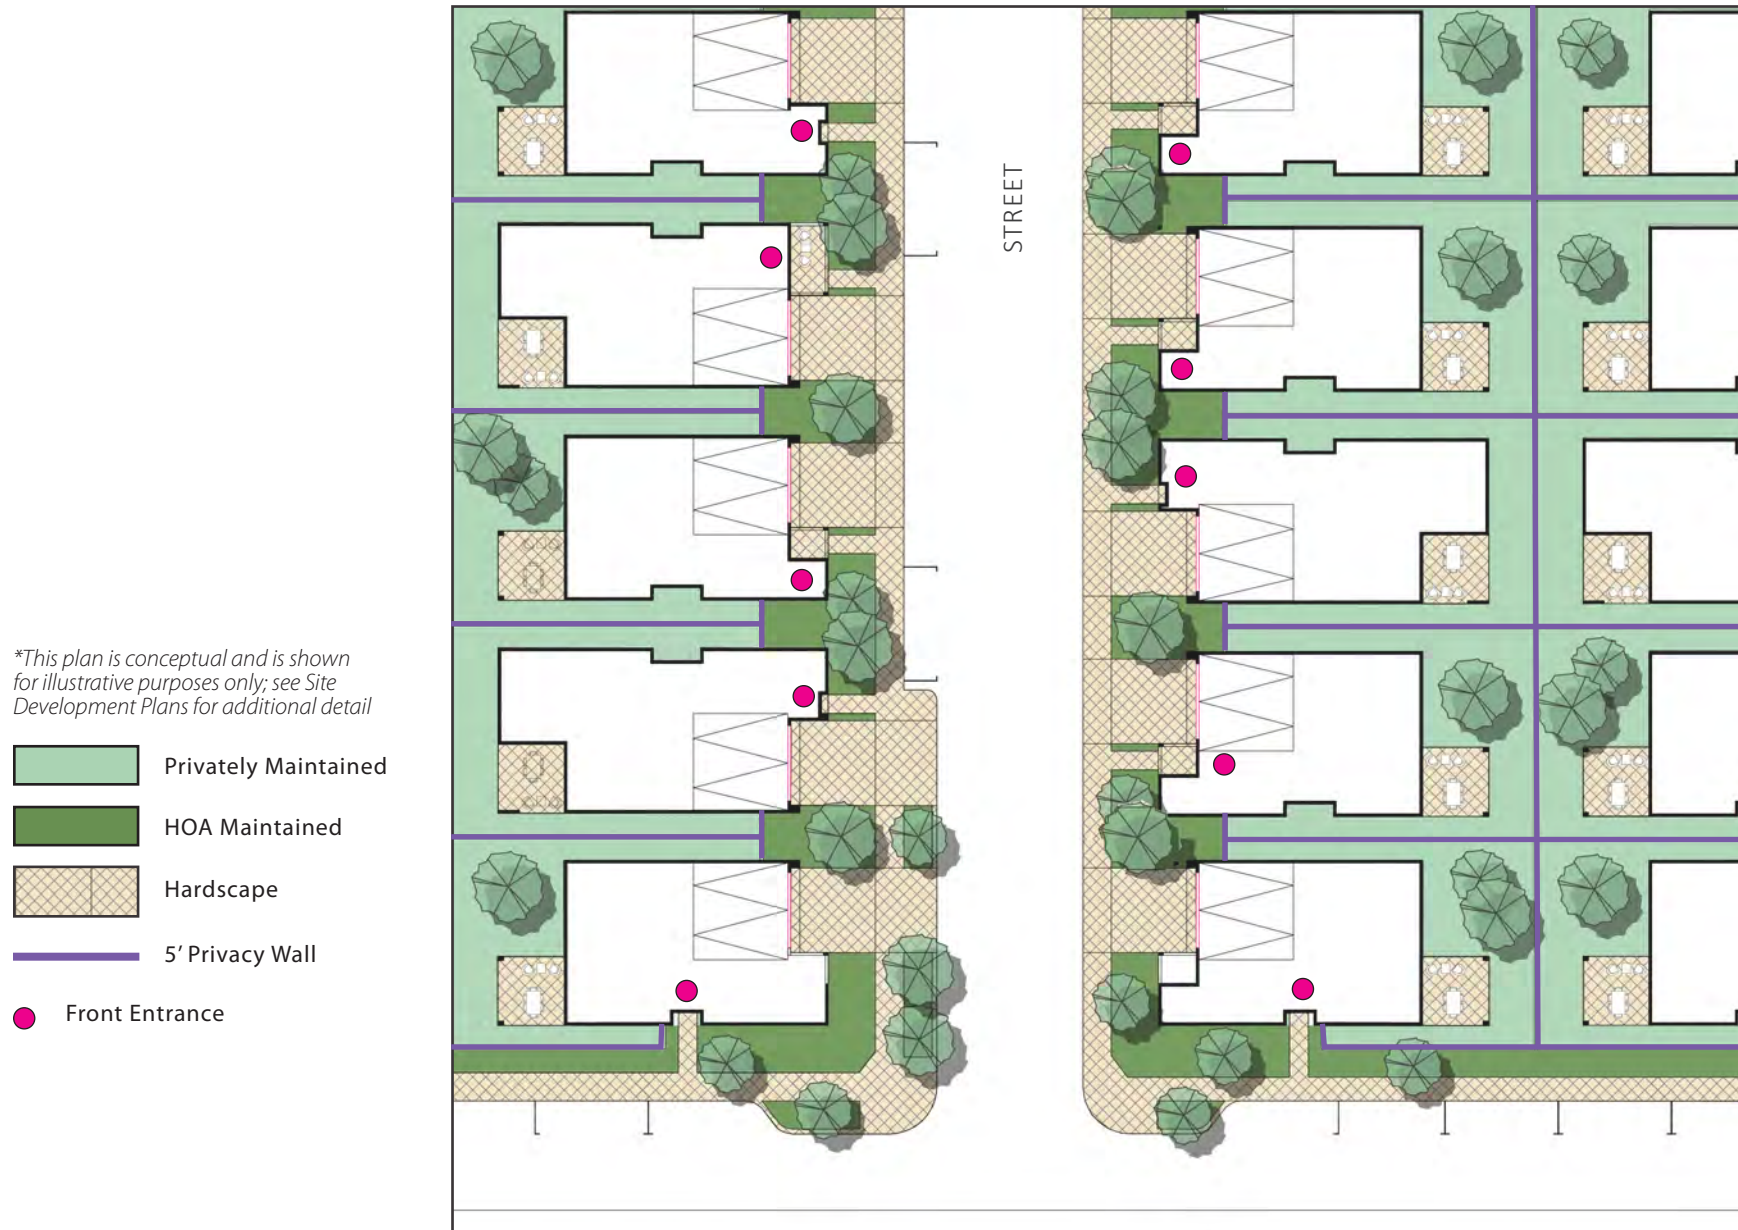 STREET
*This plan is conceptual and is shown
for illustrative purposes only; see Site
Development Plans for additional detail
Privately Maintained
HOA Maintained
Hardscape
5' Privacy Wall
Front Entrance